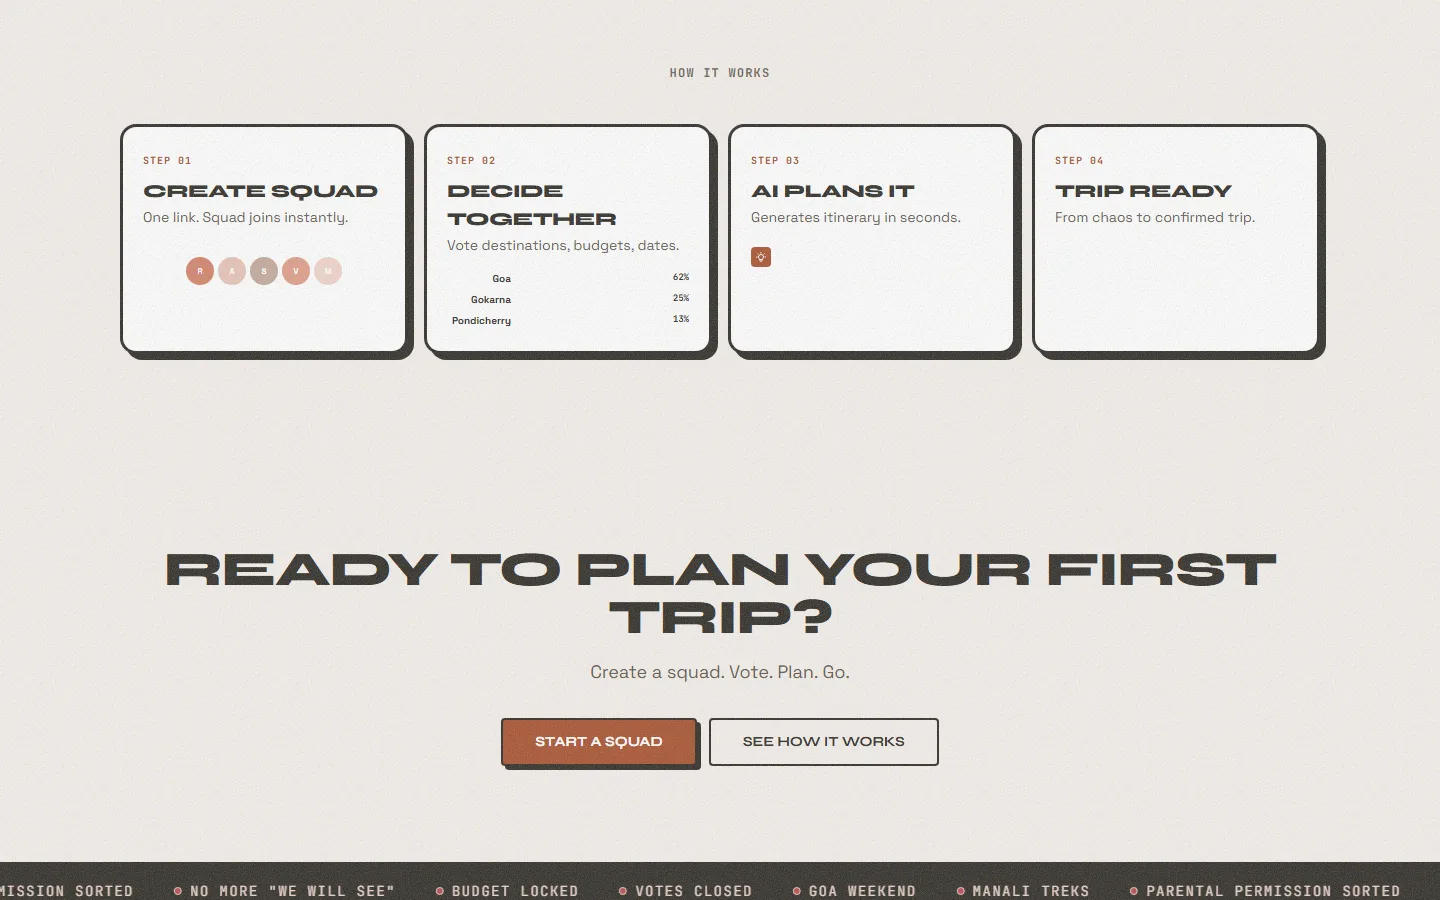 HOW IT WORKS
STEP 01
CREATE SQUAD
One link. Squad joins instantly.
R A S V M
STEP 02
DECIDE
TOGETHER
Vote destinations, budgets, dates.
Goa 62%
Gokarna 25%
Pondicherry 13%
STEP 03
AI PLANS IT
Generates itinerary in seconds.
STEP 04
TRIP READY
From chaos to confirmed trip.
READY TO PLAN YOUR FIRST
TRIP?
Create a squad. Vote. Plan. Go.
START A SQUAD
SEE HOW IT WORKS
MISSION SORTED NO MORE "WE WILL SEE" BUDGET LOCKED VOTES CLOSED GOA WEEKEND MANALI TREKS PARENTAL PERMISSION SORTED